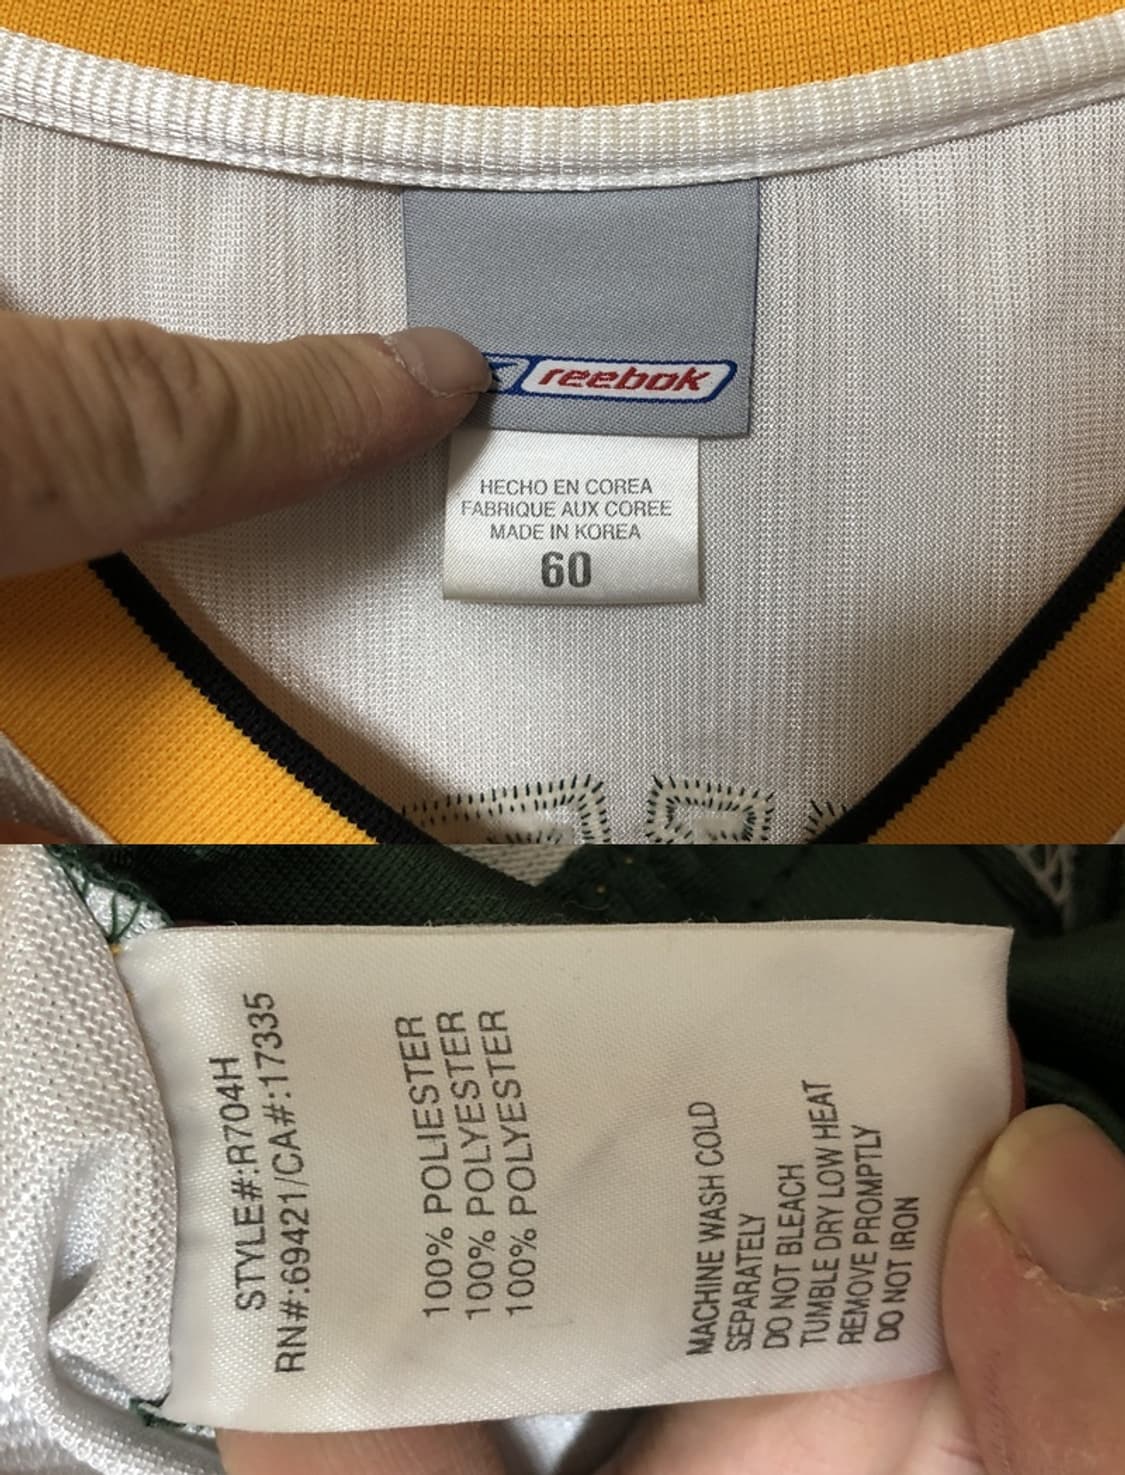 reebok
HECHO EN COREA
FABRIQUE AUX COREE
MADE IN KOREA
60
STYLE#:R704H
RN#:69421/CA#:17335
100% POLIESTER
100% POLYESTER
100% POLYESTER
MACHINE WASH COLD
SEPARATELY
DO NOT BLEACH
TUMBLE DRY LOW HEAT
REMOVE PROMPTLY
DO NOT IRON